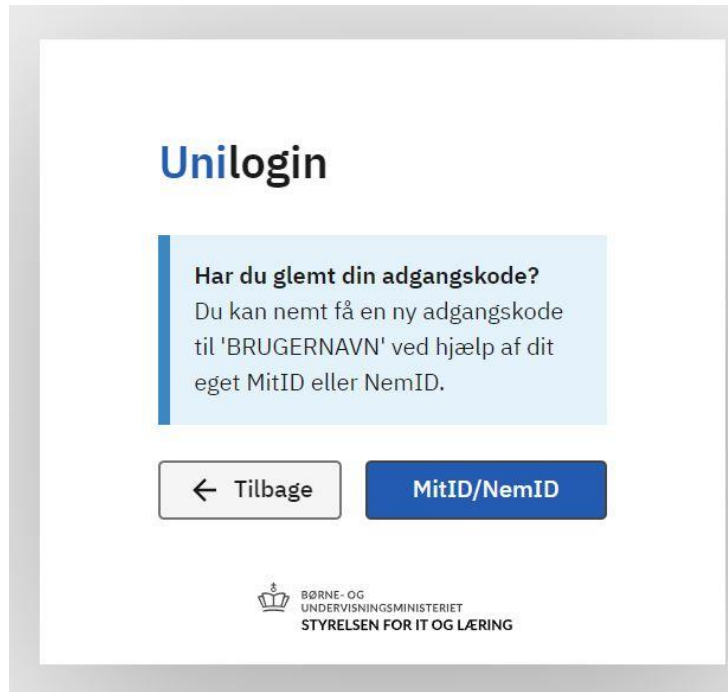 Unilogin
Har du glemt din adgangskode?
Du kan nemt få en ny adgangskode
til 'BRUGERNAVN' ved hjælp af dit
eget MitID eller NemID.
← Tilbage
MitID/NemID
BØRNE- OG
UNDERVISNINGSMINISTERIET
STYRELSEN FOR IT OG LÆRING